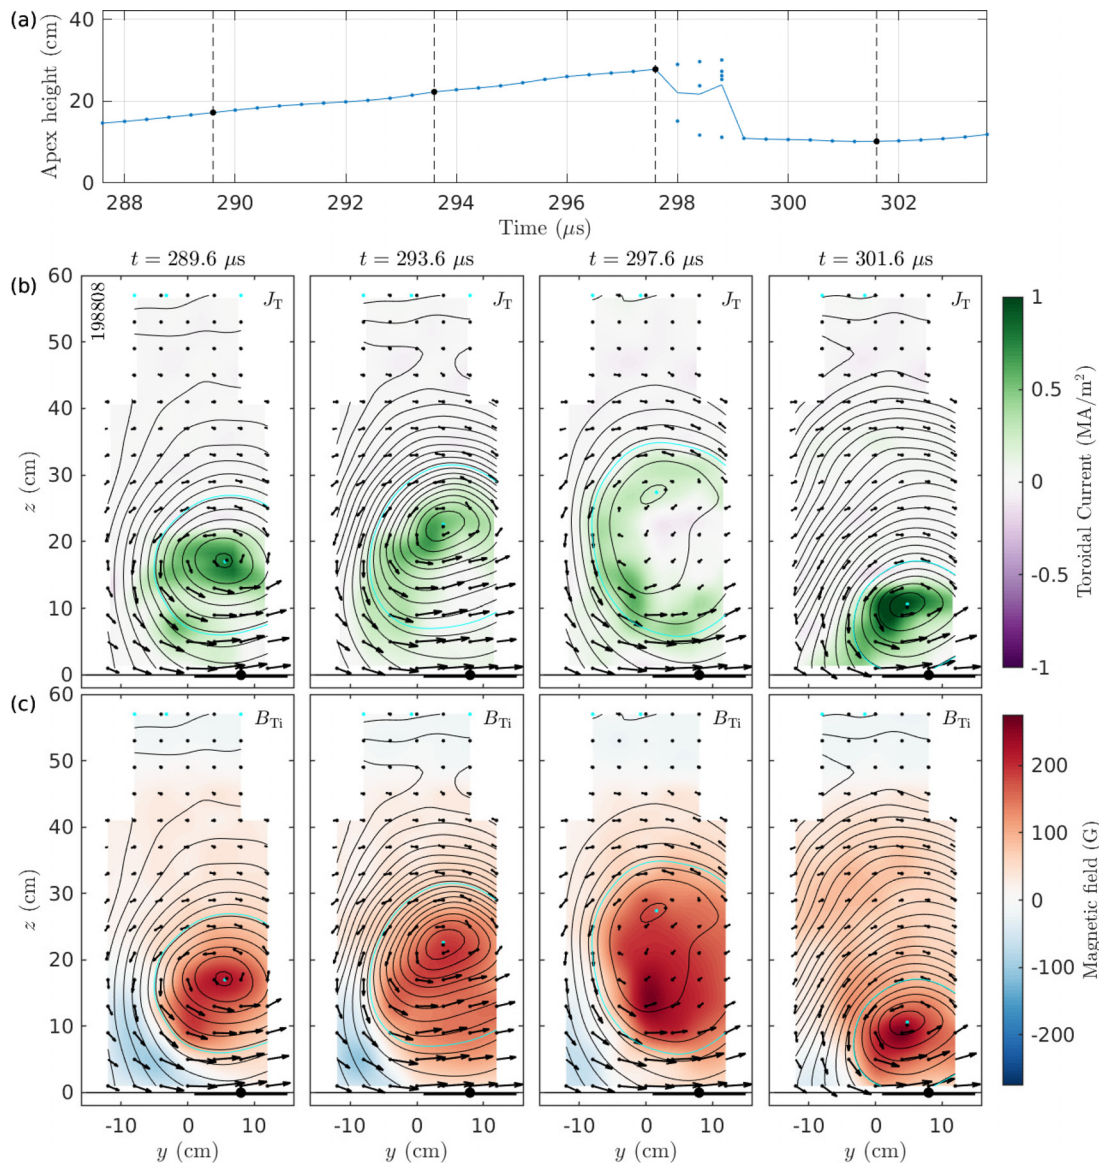 (a)
Apex height (cm)
40
20
0
288 290 292 294 296 298 300 302
Time (μs)
t = 289.6 μs t = 293.6 μs t = 297.6 μs t = 301.6 μs
(b)
198808
J_T J_T J_T J_T
60
50
40
30
20
10
0
z (cm)
1
0.5
0
-0.5
-1
Toroidal Current (MA/m²)
(c)
B_Ti B_Ti B_Ti B_Ti
60
50
40
30
20
10
0
z (cm)
200
100
0
-100
-200
Magnetic field (G)
-10 0 10 -10 0 10 -10 0 10 -10 0 10
y (cm) y (cm) y (cm) y (cm)